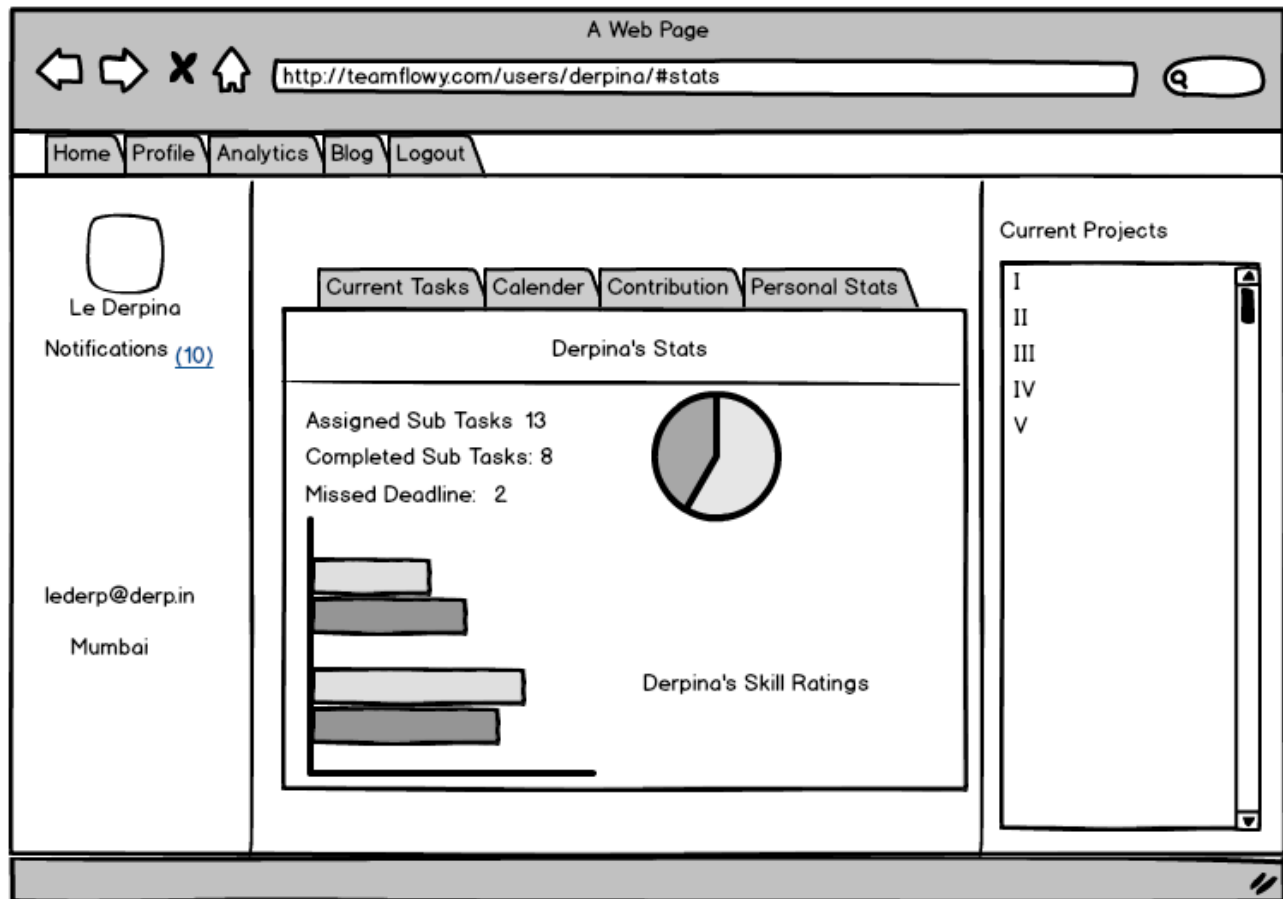 A Web Page
http://teamflowy.com/users/derpina/#stats
Home Profile Analytics Blog Logout
Le Derpina
Notifications (10)
lederp@derp.in
Mumbai
Current Tasks Calender Contribution Personal Stats
Derpina's Stats
Assigned Sub Tasks 13
Completed Sub Tasks: 8
Missed Deadline: 2
Derpina's Skill Ratings
Current Projects
I
II
III
IV
V